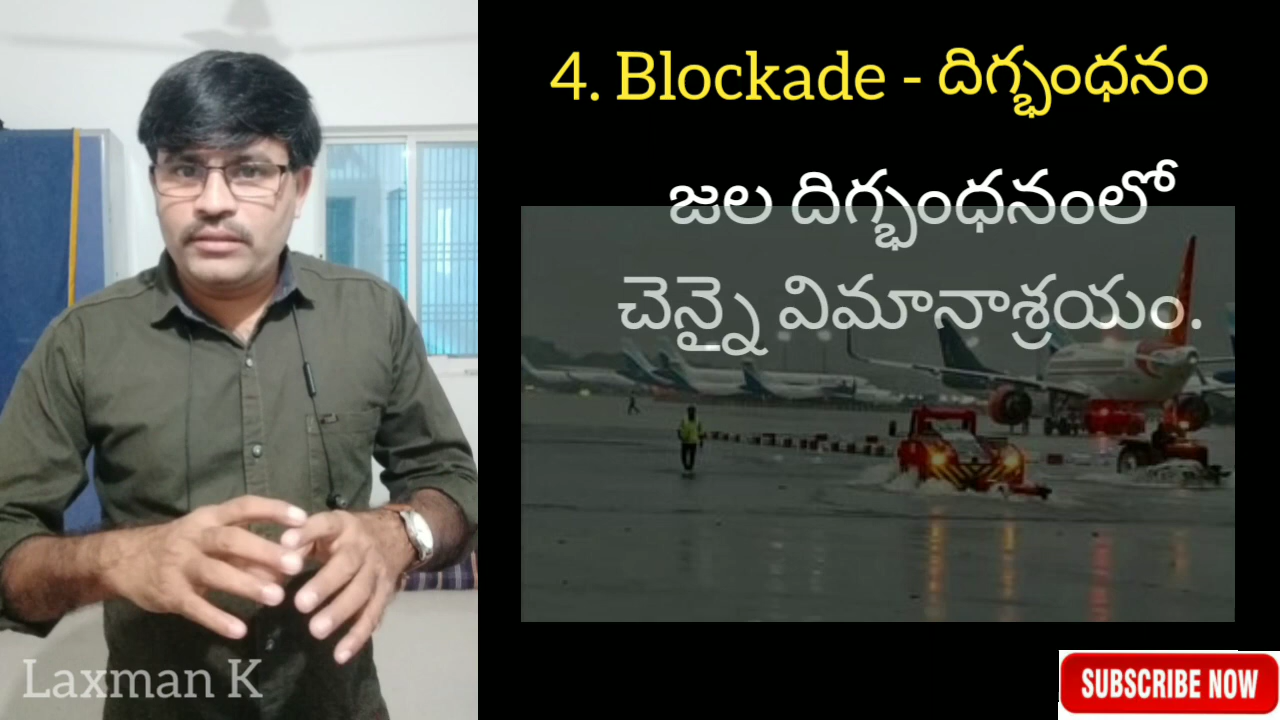 4. Blockade - దిగ్భంధనం
జల దిగ్భంధనంలో
చెన్నై విమానాశ్రయం.
Laxman K
SUBSCRIBE NOW